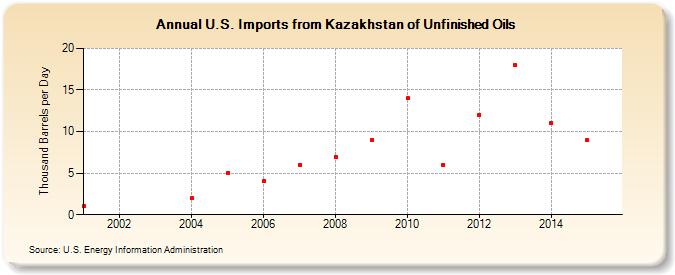 Annual U.S. Imports from Kazakhstan of Unfinished Oils
Thousand Barrels per Day
20
15
10
5
0
2002 2004 2006 2008 2010 2012 2014
Source: U.S. Energy Information Administration